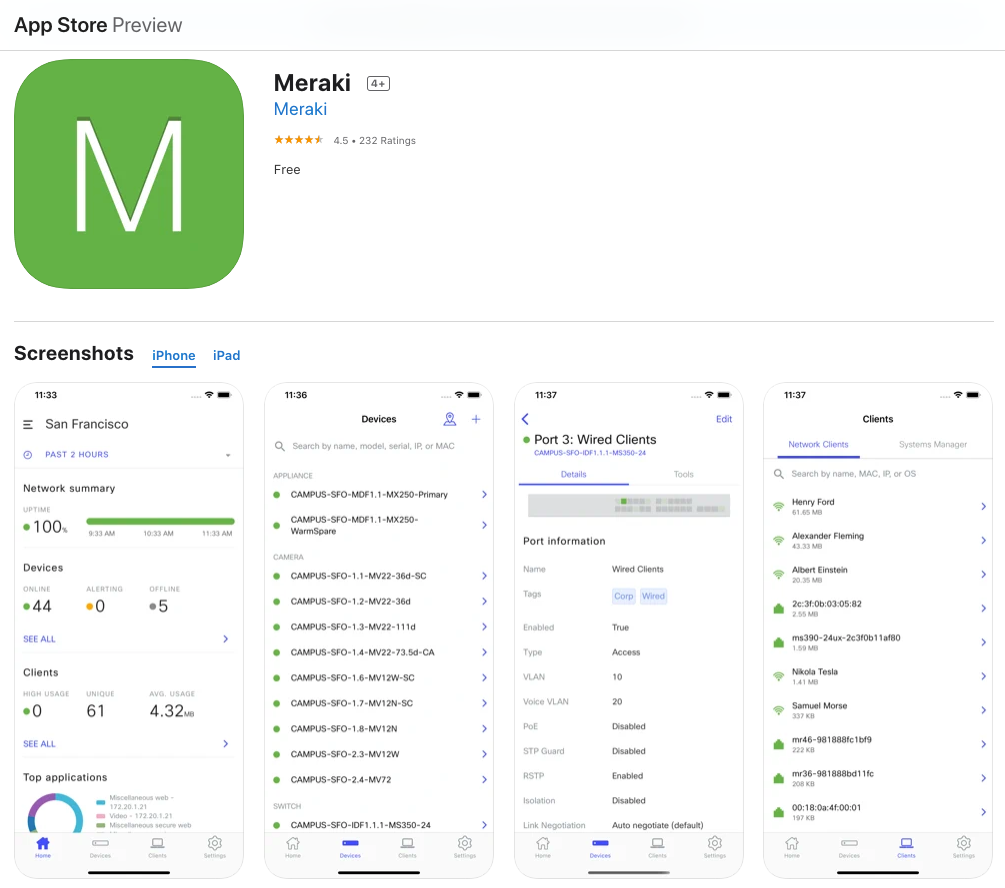 App Store Preview
M
Meraki 4+
Meraki
4.5 • 232 Ratings
Free
Screenshots iPhone iPad
11:33
San Francisco
PAST 2 HOURS
Network summary
UPTIME
100%
9:33 AM 10:33 AM 11:33 AM
Devices
ONLINE ALERTING OFFLINE
44 0 5
SEE ALL
Clients
HIGH USAGE UNIQUE AVG. USAGE
0 61 4.32MB
SEE ALL
Top applications
Miscellaneous web -
172.20.1.21
Video - 172.20.1.21
Miscellaneous secure web
Home Devices Clients Settings
11:36
Devices
Search by name, model, serial, IP, or MAC
APPLIANCE
CAMPUS-SFO-MDF1.1-MX250-Primary
CAMPUS-SFO-MDF1.1-MX250-
WarmSpare
CAMERA
CAMPUS-SFO-1.1-MV22-36d-SC
CAMPUS-SFO-1.2-MV22-36d
CAMPUS-SFO-1.3-MV22-111d
CAMPUS-SFO-1.4-MV22-73.5d-CA
CAMPUS-SFO-1.6-MV12W-SC
CAMPUS-SFO-1.7-MV12N-SC
CAMPUS-SFO-1.8-MV12N
CAMPUS-SFO-2.3-MV12W
CAMPUS-SFO-2.4-MV72
SWITCH
CAMPUS-SFO-IDF1.1.1-MS350-24
Home Devices Clients Settings
11:37
Edit
Port 3: Wired Clients
CAMPUS-SFO-IDF1.1.1-MS350-24
Details Tools
Port information
Name Wired Clients
Tags Corp Wired
Enabled True
Type Access
VLAN 10
Voice VLAN 20
PoE Disabled
STP Guard Disabled
RSTP Enabled
Isolation Disabled
Link Negotiation Auto negotiate (default)
Home Devices Clients Settings
11:37
Clients
Network Clients Systems Manager
Search by name, MAC, IP, or OS
Henry Ford
61.65 MB
Alexander Fleming
43.33 MB
Albert Einstein
20.35 MB
2c:3f:0b:03:05:82
2.55 MB
ms390-24ux-2c3f0b11af80
1.59 MB
Nikola Tesla
1.41 MB
Samuel Morse
337 KB
mr46-981888fc1bf9
222 KB
mr36-981888bd11fc
208 KB
00:18:0a:4f:00:01
197 KB
Home Devices Clients Settings